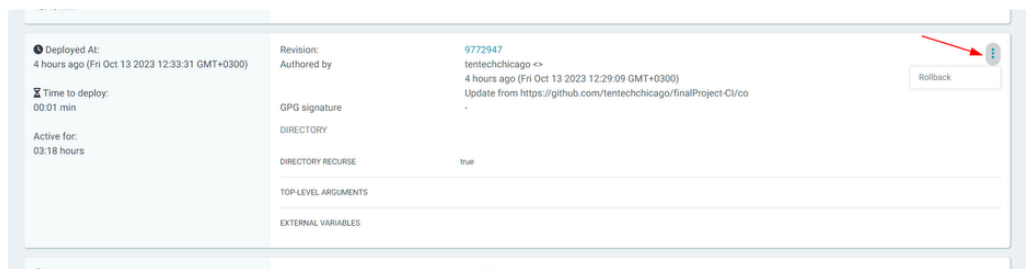 Deployed At:
4 hours ago (Fri Oct 13 2023 12:33:31 GMT+0300)
Time to deploy:
00:01 min
Active for:
03:18 hours
Revision: 9772947
Authored by tentechchicago <>
4 hours ago (Fri Oct 13 2023 12:29:09 GMT+0300)
Update from https://github.com/tentechchicago/finalProject-CI/co
GPG signature -
DIRECTORY
DIRECTORY RECURSE true
TOP-LEVEL ARGUMENTS
EXTERNAL VARIABLES
Rollback